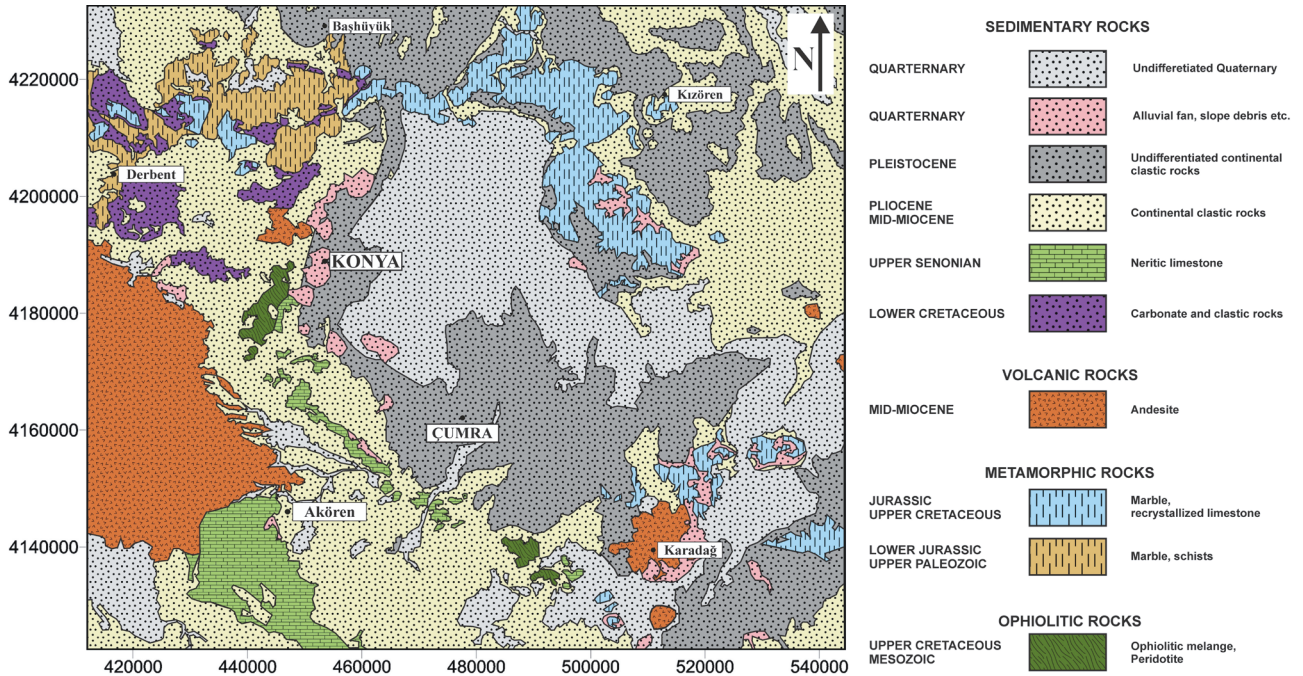 Başhüyük
N
4220000
Kızören
Derbent
4200000
KONYA
4180000
4160000
ÇUMRA
Akören
4140000
Karadağ
420000 440000 460000 480000 500000 520000 540000
SEDIMENTARY ROCKS
QUARTERNARY
Undifferetiated Quaternary
QUARTERNARY
Alluvial fan, slope debris etc.
PLEISTOCENE
Undifferentiated continental
clastic rocks
PLIOCENE
MID-MIOCENE
Continental clastic rocks
UPPER SENONIAN
Neritic limestone
LOWER CRETACEOUS
Carbonate and clastic rocks
VOLCANIC ROCKS
MID-MIOCENE
Andesite
METAMORPHIC ROCKS
JURASSIC
UPPER CRETACEOUS
Marble,
recrystallized limestone
LOWER JURASSIC
UPPER PALEOZOIC
Marble, schists
OPHIOLITIC ROCKS
UPPER CRETACEOUS
MESOZOIC
Ophiolitic melange,
Peridotite